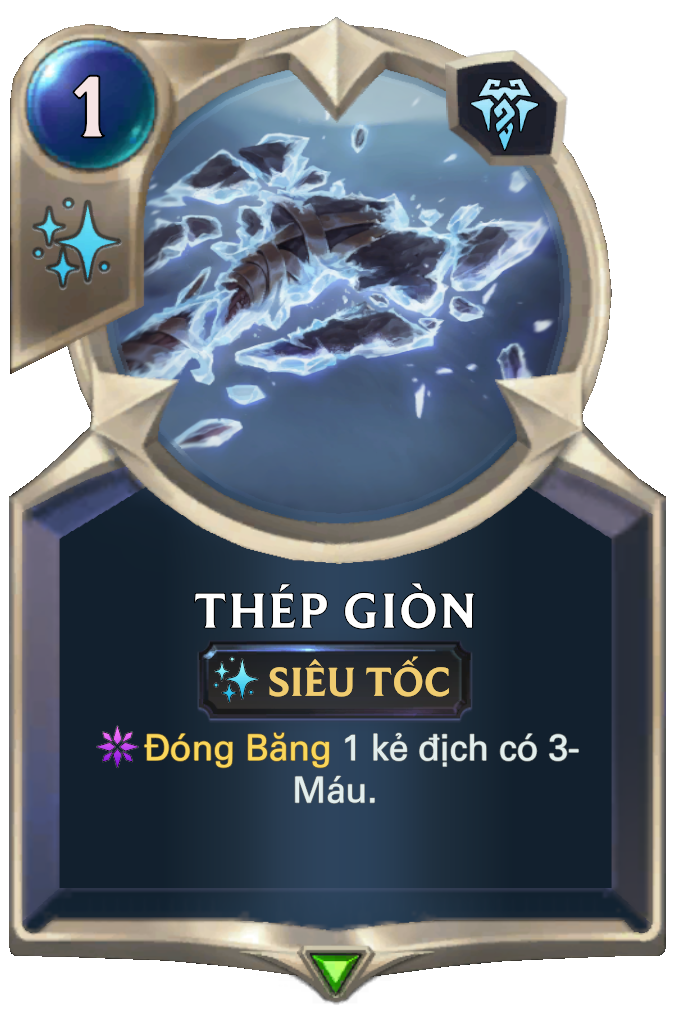 1
THÉP GIÒN
SIÊU TỐC
Đóng Băng 1 kẻ địch có 3-
Máu.